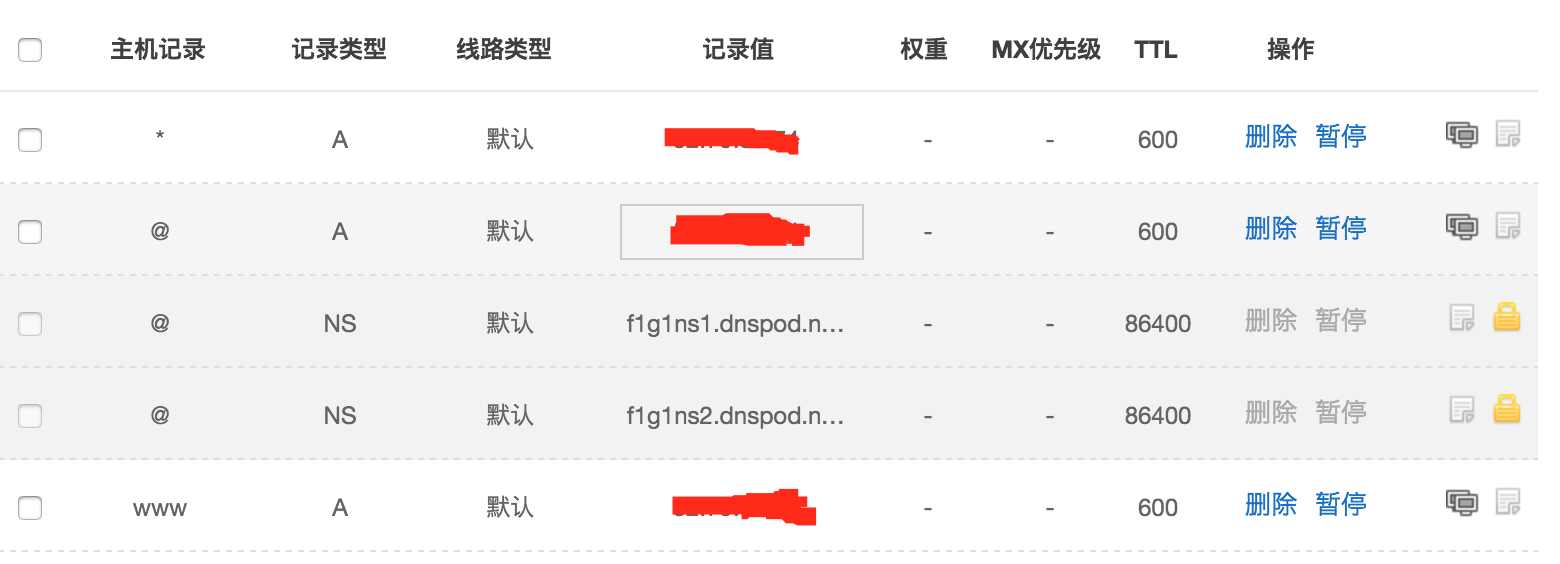 主机记录 记录类型 线路类型 记录值 权重 MX优先级 TTL 操作
* A 默认 - - 600 删除 暂停
@ A 默认 - - 600 删除 暂停
@ NS 默认 f1g1ns1.dnspod.n... - - 86400 删除 暂停
@ NS 默认 f1g1ns2.dnspod.n... - - 86400 删除 暂停
www A 默认 - - 600 删除 暂停